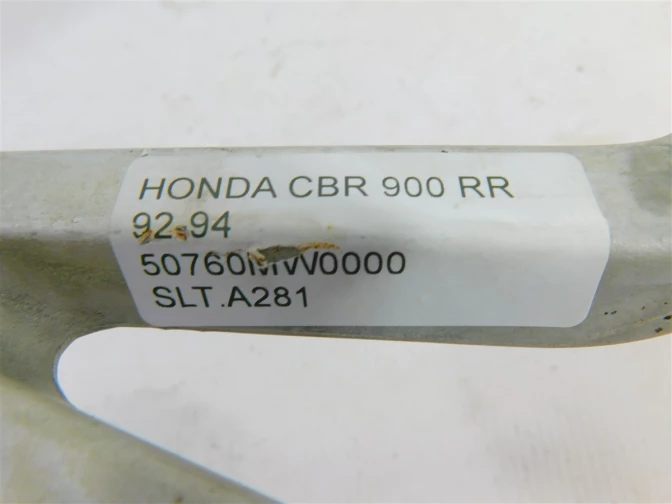 HONDA CBR 900 RR
92-94
50760MW0000
SLT.A281